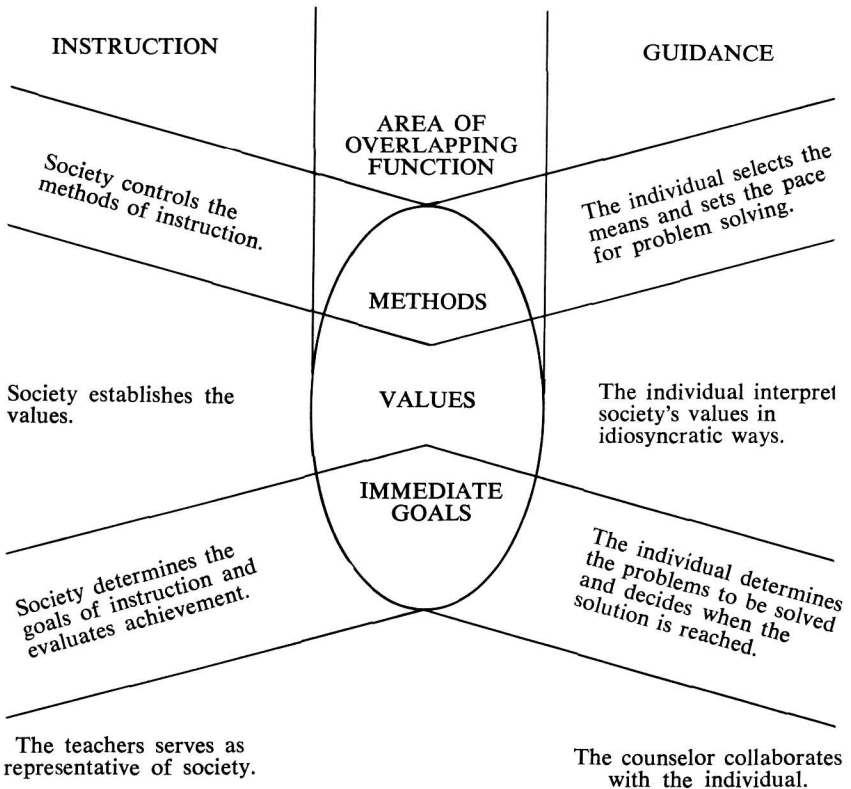 INSTRUCTION
GUIDANCE
AREA OF
OVERLAPPING
FUNCTION
Society controls the
methods of instruction.
The individual selects the
means and sets the pace
for problem solving.
METHODS
Society establishes the
values.
VALUES
The individual interpret
society's values in
idiosyncratic ways.
IMMEDIATE
GOALS
Society determines the
goals of instruction and
evaluates achievement.
The individual determines
the problems to be solved
and decides when the
solution is reached.
The teachers serves as
representative of society.
The counselor collaborates
with the individual.